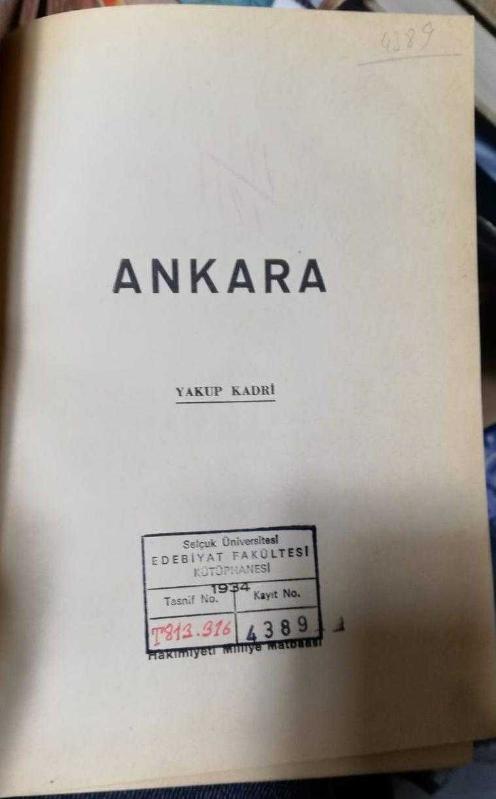 4389
ANKARA
YAKUP KADRİ
Selçuk Üniversitesi
EDEBİYAT FAKÜLTESİ
KÜTÜPHANESİ
1934
Tasnif No. Kayıt No.
T813.316 4389
Hakimiyeti Milliye Matbaası